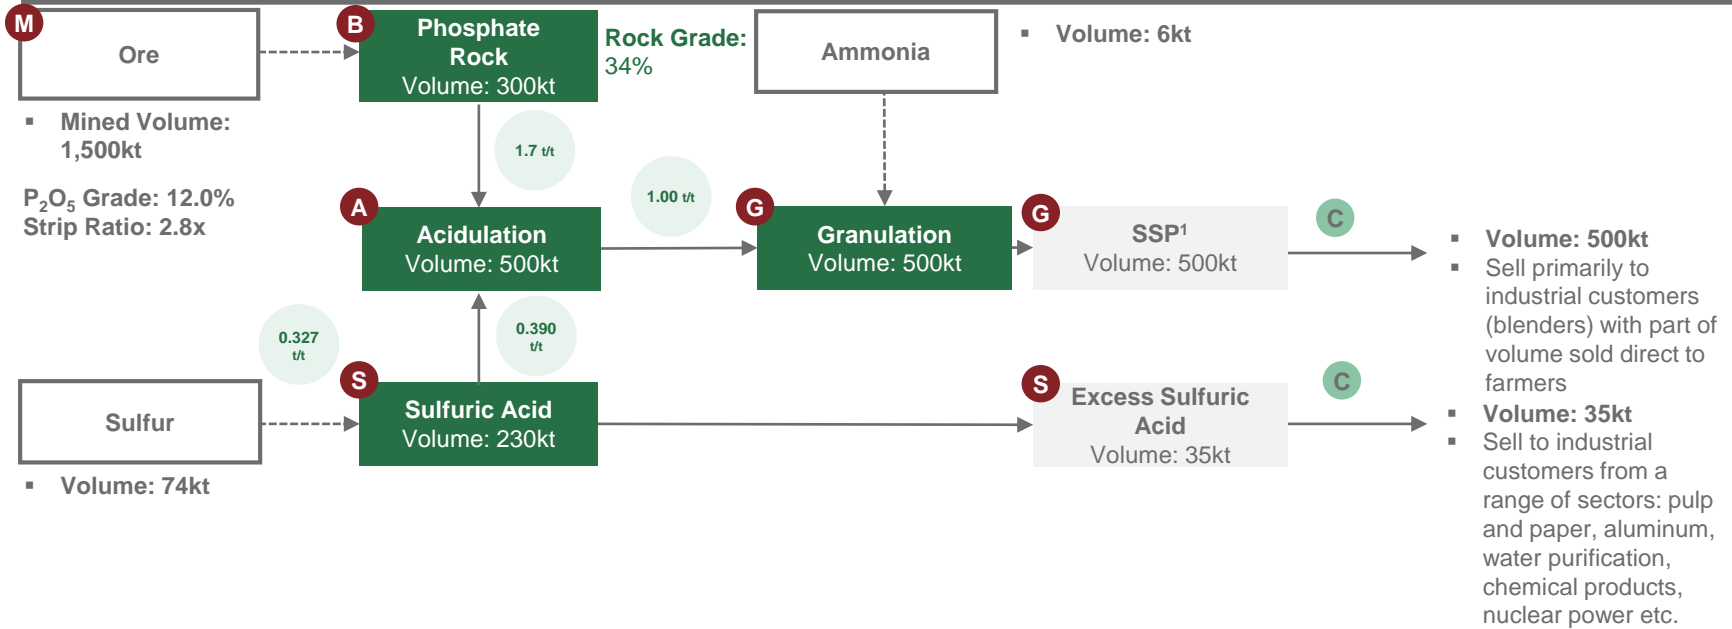 M
Ore
▪ Mined Volume:
1,500kt
P₂O₅ Grade: 12.0%
Strip Ratio: 2.8x
B
Phosphate
Rock
Volume: 300kt
Rock Grade:
34%
Ammonia
▪ Volume: 6kt
1.7 t/t
A
Acidulation
Volume: 500kt
1.00 t/t
G
Granulation
Volume: 500kt
G
SSP¹
Volume: 500kt
C
▪ Volume: 500kt
▪ Sell primarily to
industrial customers
(blenders) with part of
volume sold direct to
farmers
0.327
t/t
0.390
t/t
Sulfur
▪ Volume: 74kt
S
Sulfuric Acid
Volume: 230kt
S
Excess Sulfuric
Acid
Volume: 35kt
C
▪ Volume: 35kt
▪ Sell to industrial
customers from a
range of sectors: pulp
and paper, aluminum,
water purification,
chemical products,
nuclear power etc.